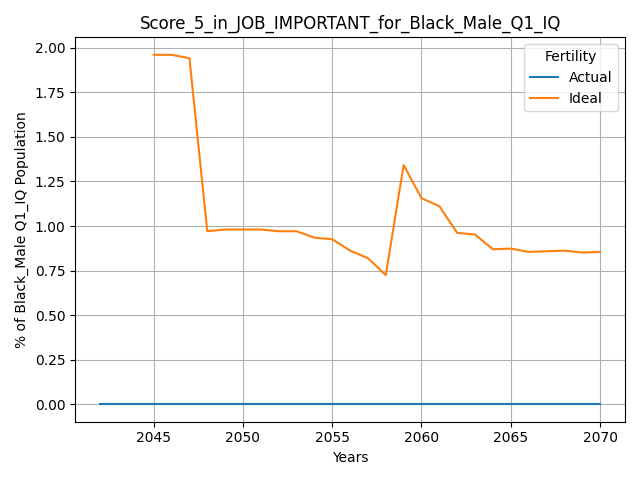 Score_5_in_JOB_IMPORTANT_for_Black_Male_Q1_IQ
Fertility
Actual
Ideal
% of Black_Male Q1_IQ Population
2.00
1.75
1.50
1.25
1.00
0.75
0.50
0.25
0.00
2045 2050 2055 2060 2065 2070
Years